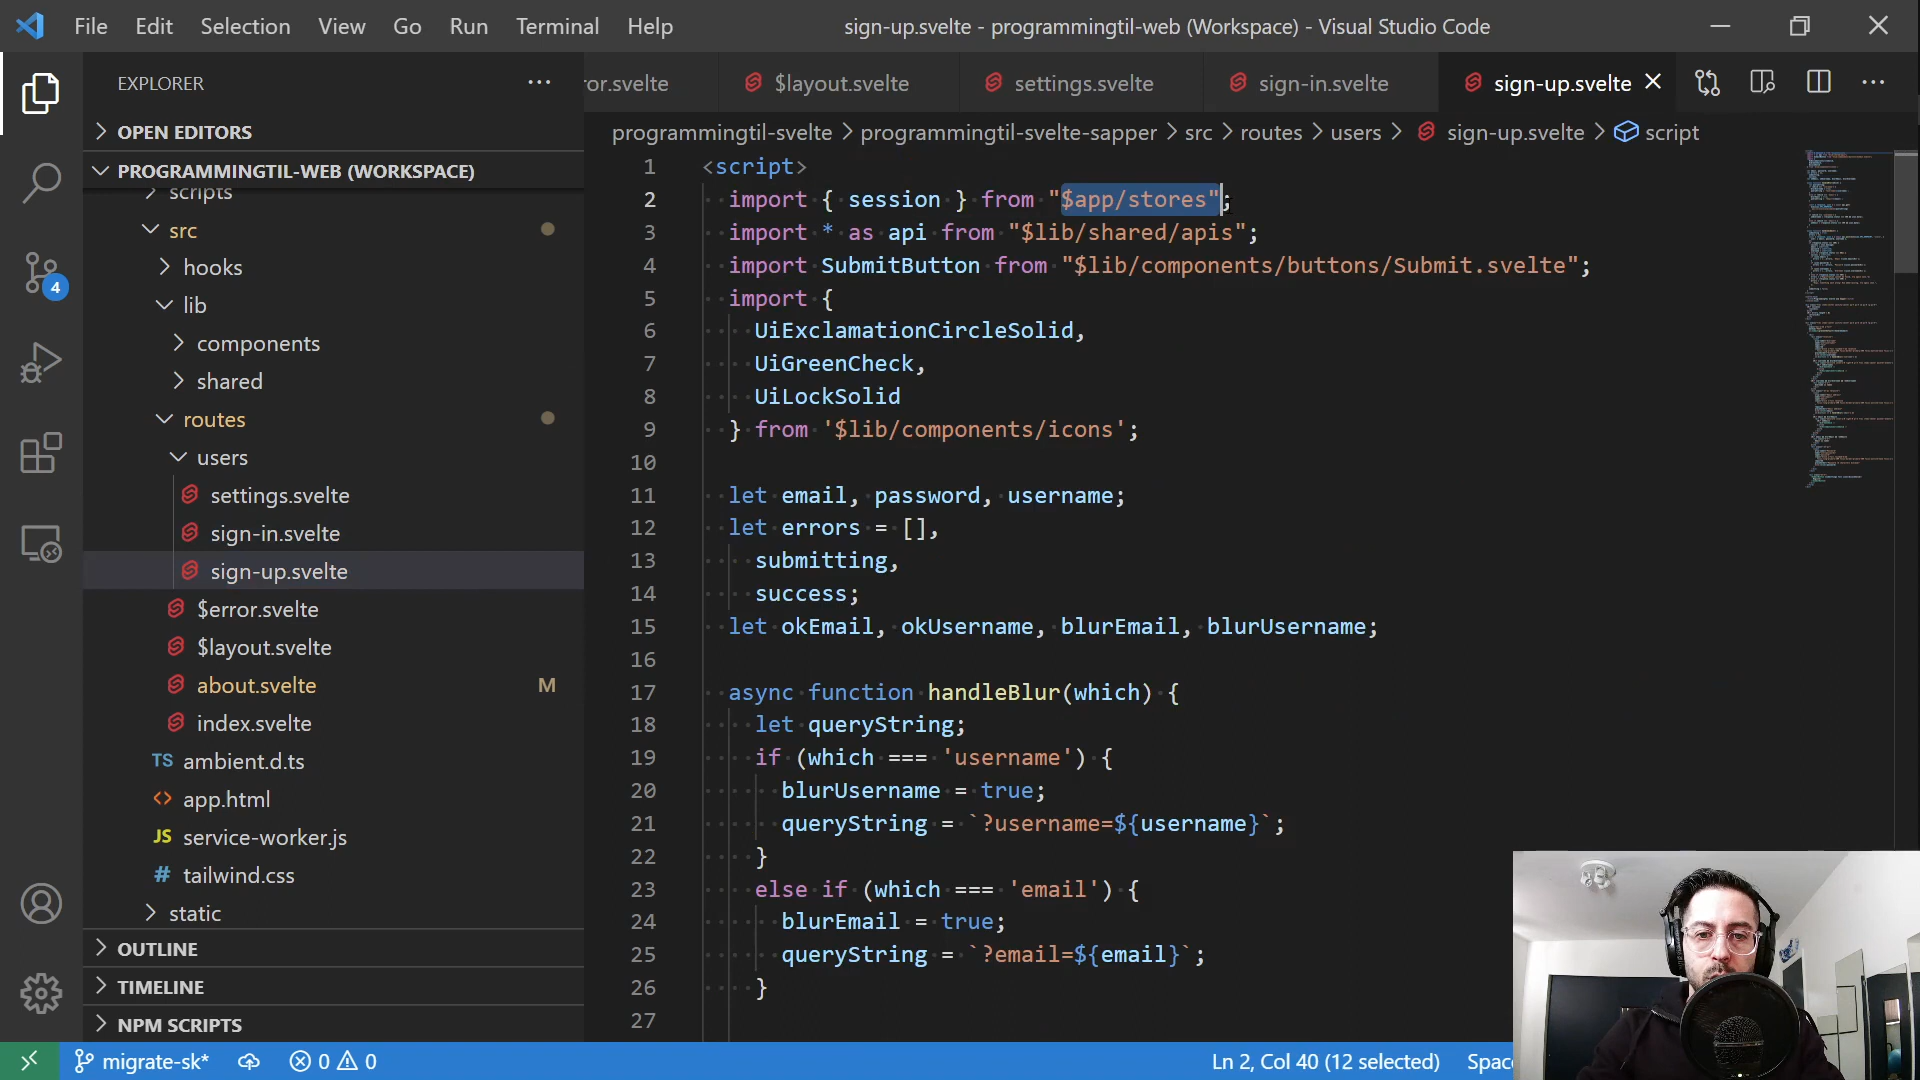 File Edit Selection View Go Run Terminal Help
sign-up.svelte - programmingtil-web (Workspace) - Visual Studio Code
EXPLORER
OPEN EDITORS
PROGRAMMINGTIL-WEB (WORKSPACE)
scripts
src
hooks
lib
components
shared
routes
users
settings.svelte
sign-in.svelte
sign-up.svelte
$error.svelte
$layout.svelte
about.svelte M
index.svelte
TS ambient.d.ts
<> app.html
JS service-worker.js
# tailwind.css
static
OUTLINE
TIMELINE
NPM SCRIPTS
4
or.svelte $layout.svelte settings.svelte sign-in.svelte sign-up.svelte
programmingtil-svelte > programmingtil-svelte-sapper > src > routes > users > sign-up.svelte > script
1 <script>
2 import { session } from "$app/stores";
3 import * as api from "$lib/shared/apis";
4 import SubmitButton from "$lib/components/buttons/Submit.svelte";
5 import {
6 UiExclamationCircleSolid,
7 UiGreenCheck,
8 UiLockSolid
9 } from '$lib/components/icons';
10
11 let email, password, username;
12 let errors = [],
13 submitting,
14 success;
15 let okEmail, okUsername, blurEmail, blurUsername;
16
17 async function handleBlur(which) {
18 let queryString;
19 if (which === 'username') {
20 blurUsername = true;
21 queryString = `?username=${username}`;
22 }
23 else if (which === 'email') {
24 blurEmail = true;
25 queryString = `?email=${email}`;
26 }
27
migrate-sk* 0 0 Ln 2, Col 40 (12 selected) Spac